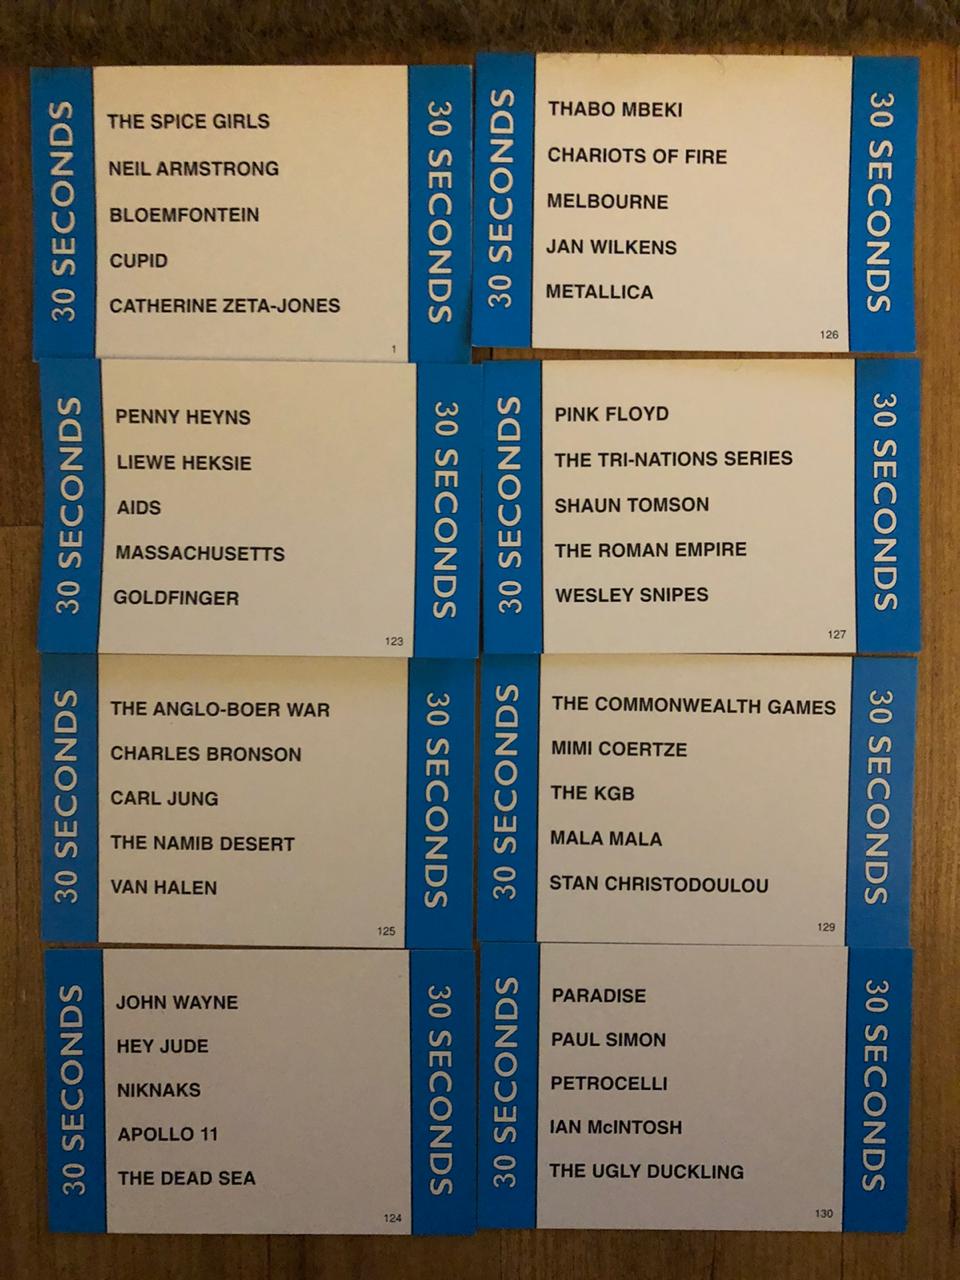 30 SECONDS
THE SPICE GIRLS
NEIL ARMSTRONG
BLOEMFONTEIN
CUPID
CATHERINE ZETA-JONES
1
30 SECONDS
30 SECONDS
THABO MBEKI
CHARIOTS OF FIRE
MELBOURNE
JAN WILKENS
METALLICA
126
30 SECONDS
30 SECONDS
PENNY HEYNS
LIEWE HEKSIE
AIDS
MASSACHUSETTS
GOLDFINGER
123
30 SECONDS
30 SECONDS
PINK FLOYD
THE TRI-NATIONS SERIES
SHAUN TOMSON
THE ROMAN EMPIRE
WESLEY SNIPES
127
30 SECONDS
30 SECONDS
THE ANGLO-BOER WAR
CHARLES BRONSON
CARL JUNG
THE NAMIB DESERT
VAN HALEN
125
30 SECONDS
30 SECONDS
THE COMMONWEALTH GAMES
MIMI COERTZE
THE KGB
MALA MALA
STAN CHRISTODOULOU
129
30 SECONDS
30 SECONDS
JOHN WAYNE
HEY JUDE
NIKNAKS
APOLLO 11
THE DEAD SEA
124
30 SECONDS
30 SECONDS
PARADISE
PAUL SIMON
PETROCELLI
IAN McINTOSH
THE UGLY DUCKLING
130
30 SECONDS